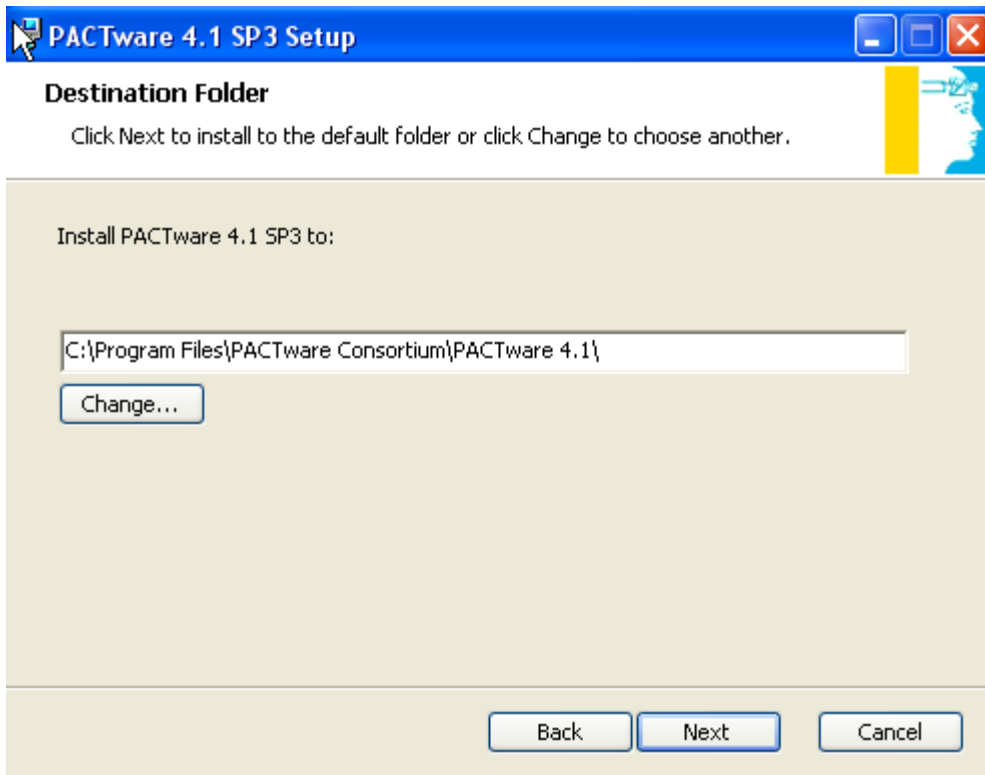 PACTware 4.1 SP3 Setup
Destination Folder
Click Next to install to the default folder or click Change to choose another.
Install PACTware 4.1 SP3 to:
C:\Program Files\PACTware Consortium\PACTware 4.1\
Change...
Back Next Cancel